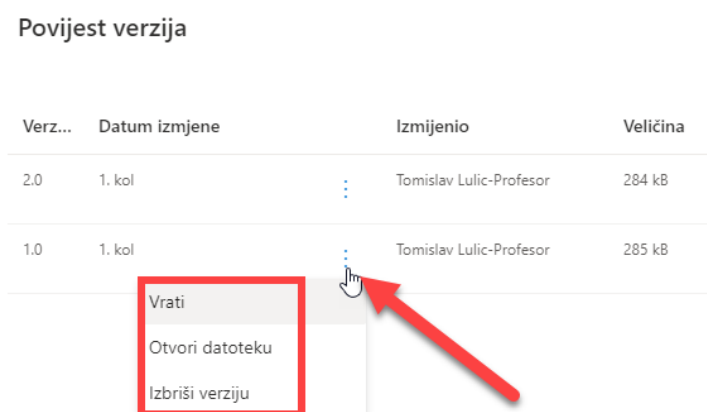 Povijest verzija
Verz... Datum izmjene Izmijenio Veličina
2.0 1. kol Tomislav Lulic-Profesor 284 kB
1.0 1. kol Tomislav Lulic-Profesor 285 kB
Vrati
Otvori datoteku
Izbriši verziju